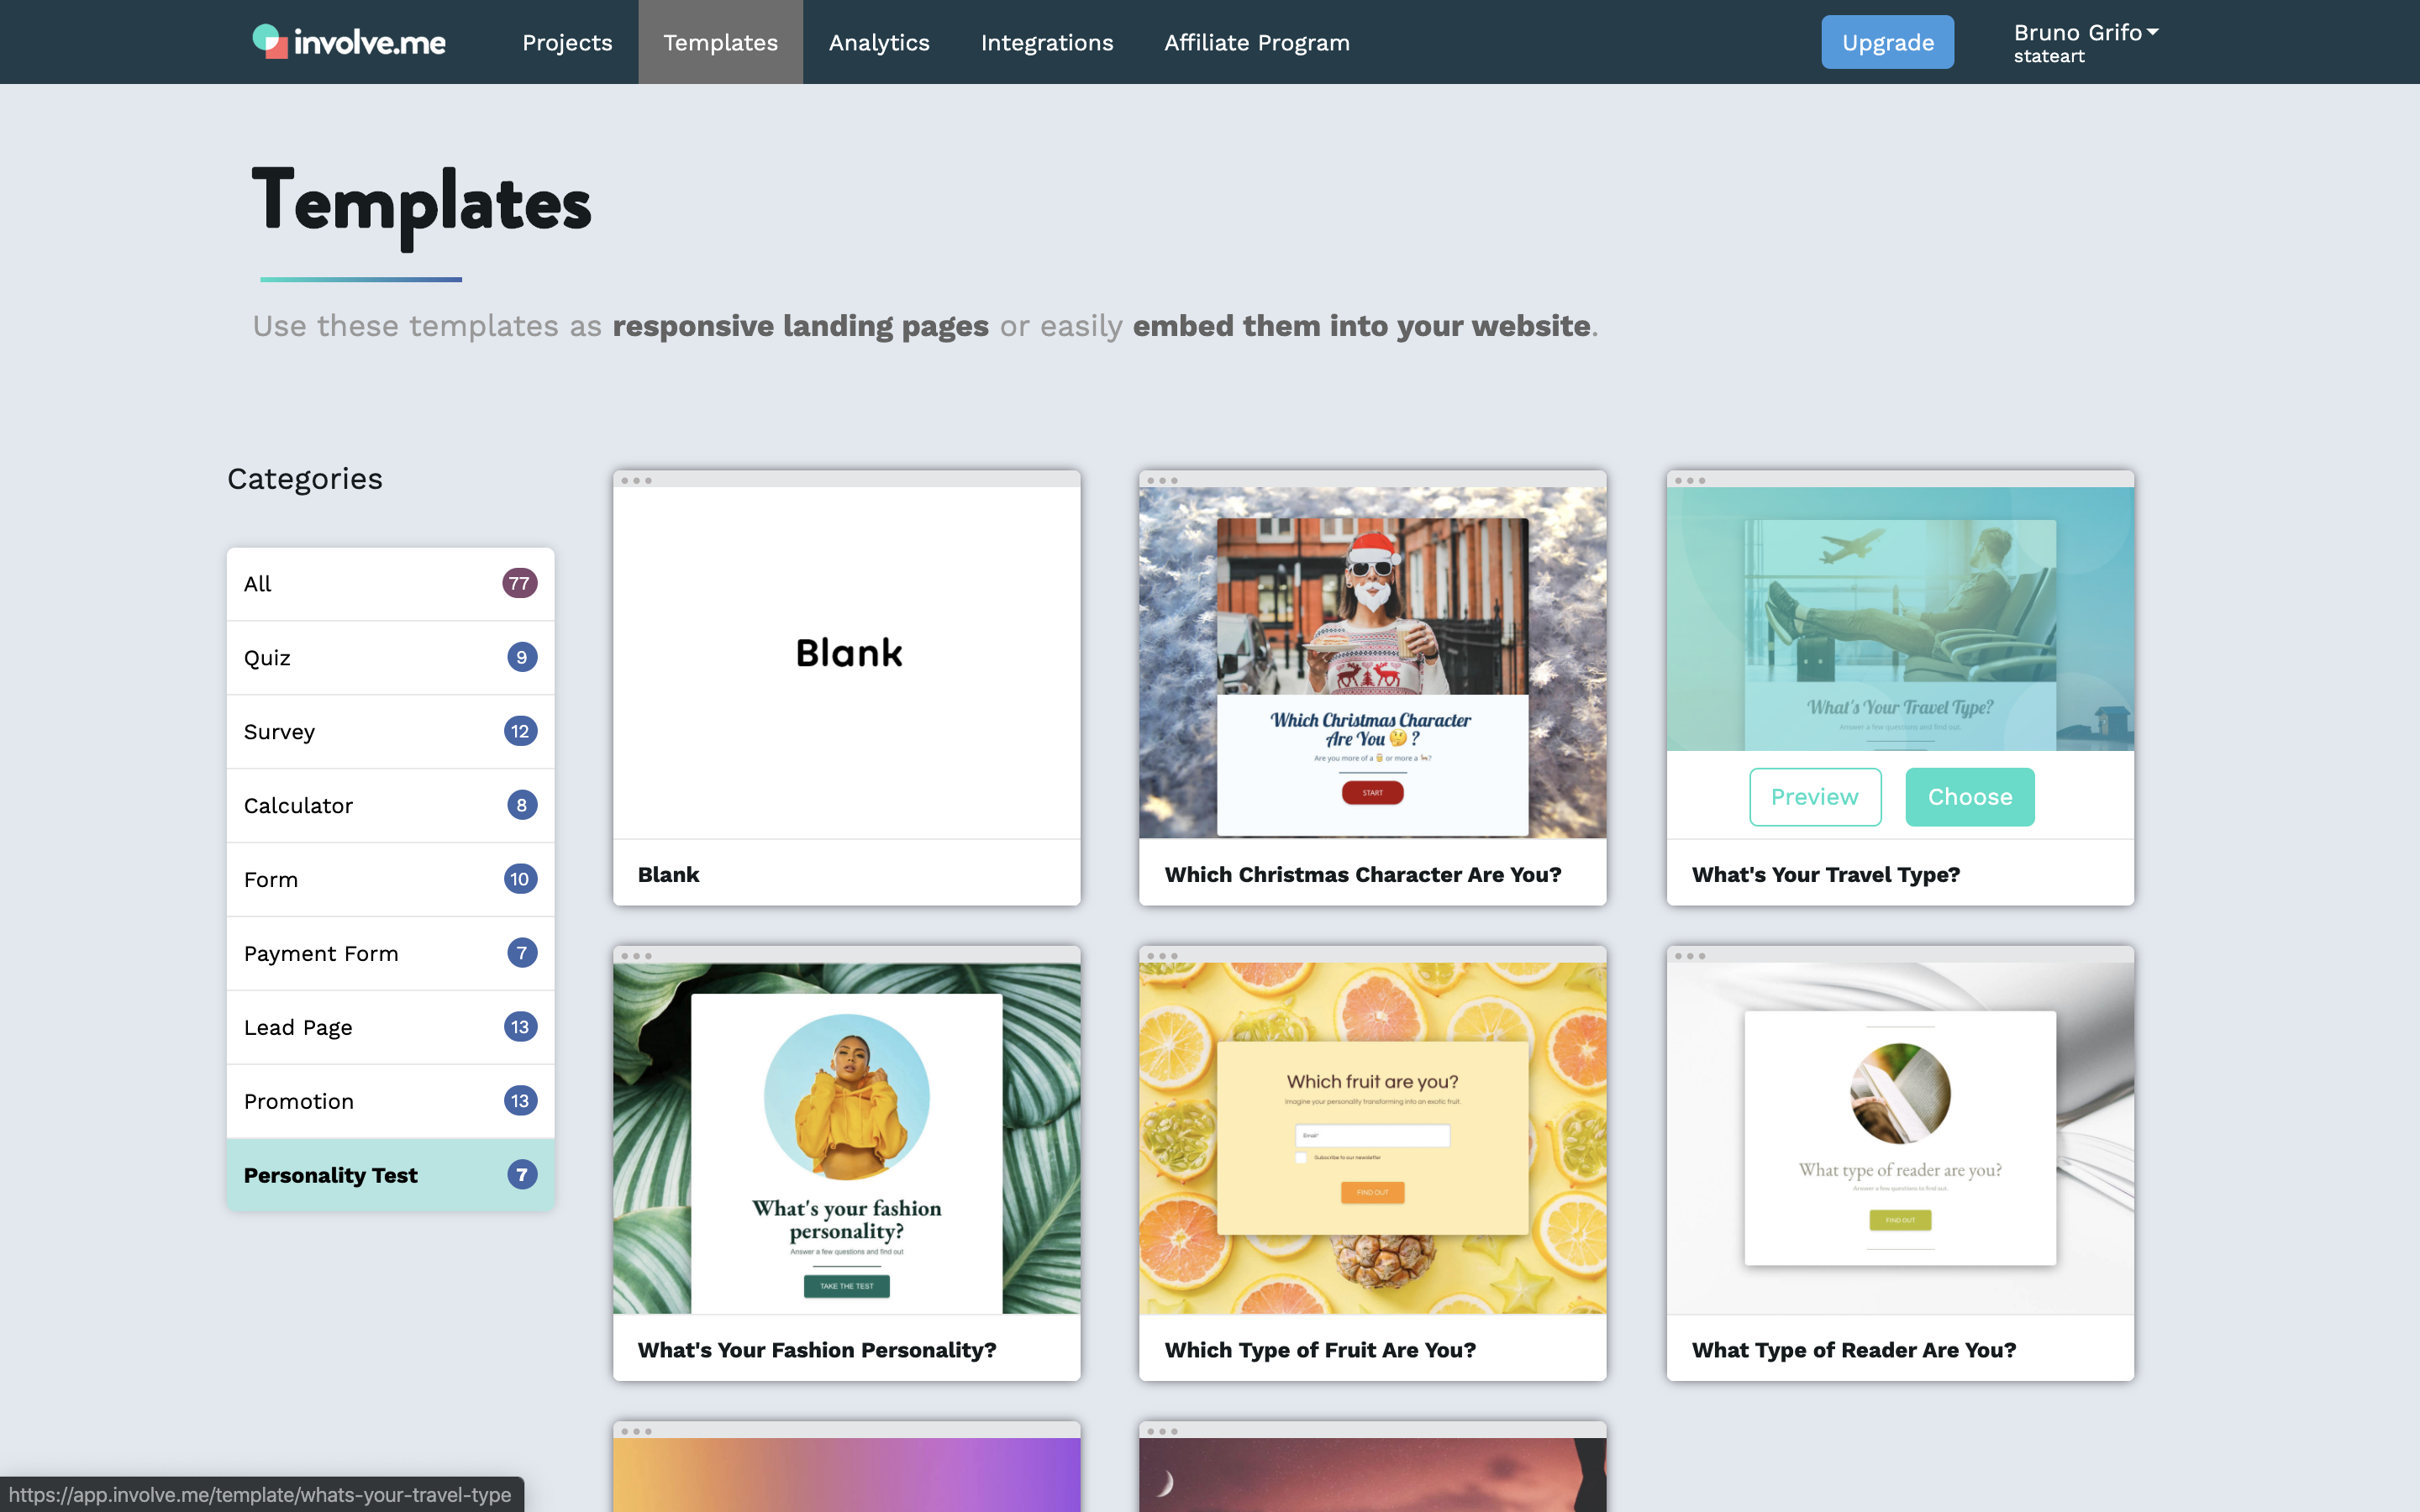 involve.me
Projects
Templates
Analytics
Integrations
Affiliate Program
Upgrade
Bruno Grifo
stateart
Templates
Use these templates as responsive landing pages or easily embed them into your website.
Categories
All 77
Quiz 9
Survey 12
Calculator 8
Form 10
Payment Form 7
Lead Page 13
Promotion 13
Personality Test 7
Blank
Blank
Which Christmas Character
Are You 🤔 ?
Are you more of a 🎅 or more a 🦌?
START
Which Christmas Character Are You?
What's Your Travel Type?
Answer a few questions and find out.
Preview
Choose
What's Your Travel Type?
What's your fashion
personality?
Answer a few questions and find out
TAKE THE TEST
What's Your Fashion Personality?
Which fruit are you?
Imagine your personality transforming into an exotic fruit.
Email*
Subscribe to our newsletter
FIND OUT
Which Type of Fruit Are You?
What type of reader are you?
Answer a few questions to find out.
FIND OUT
What Type of Reader Are You?
https://app.involve.me/template/whats-your-travel-type